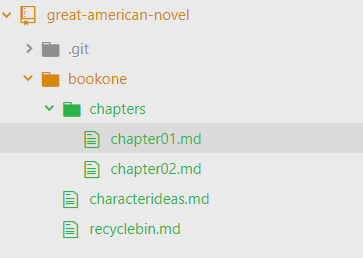 great-american-novel
.git
bookone
chapters
chapter01.md
chapter02.md
characterideas.md
recyclebin.md